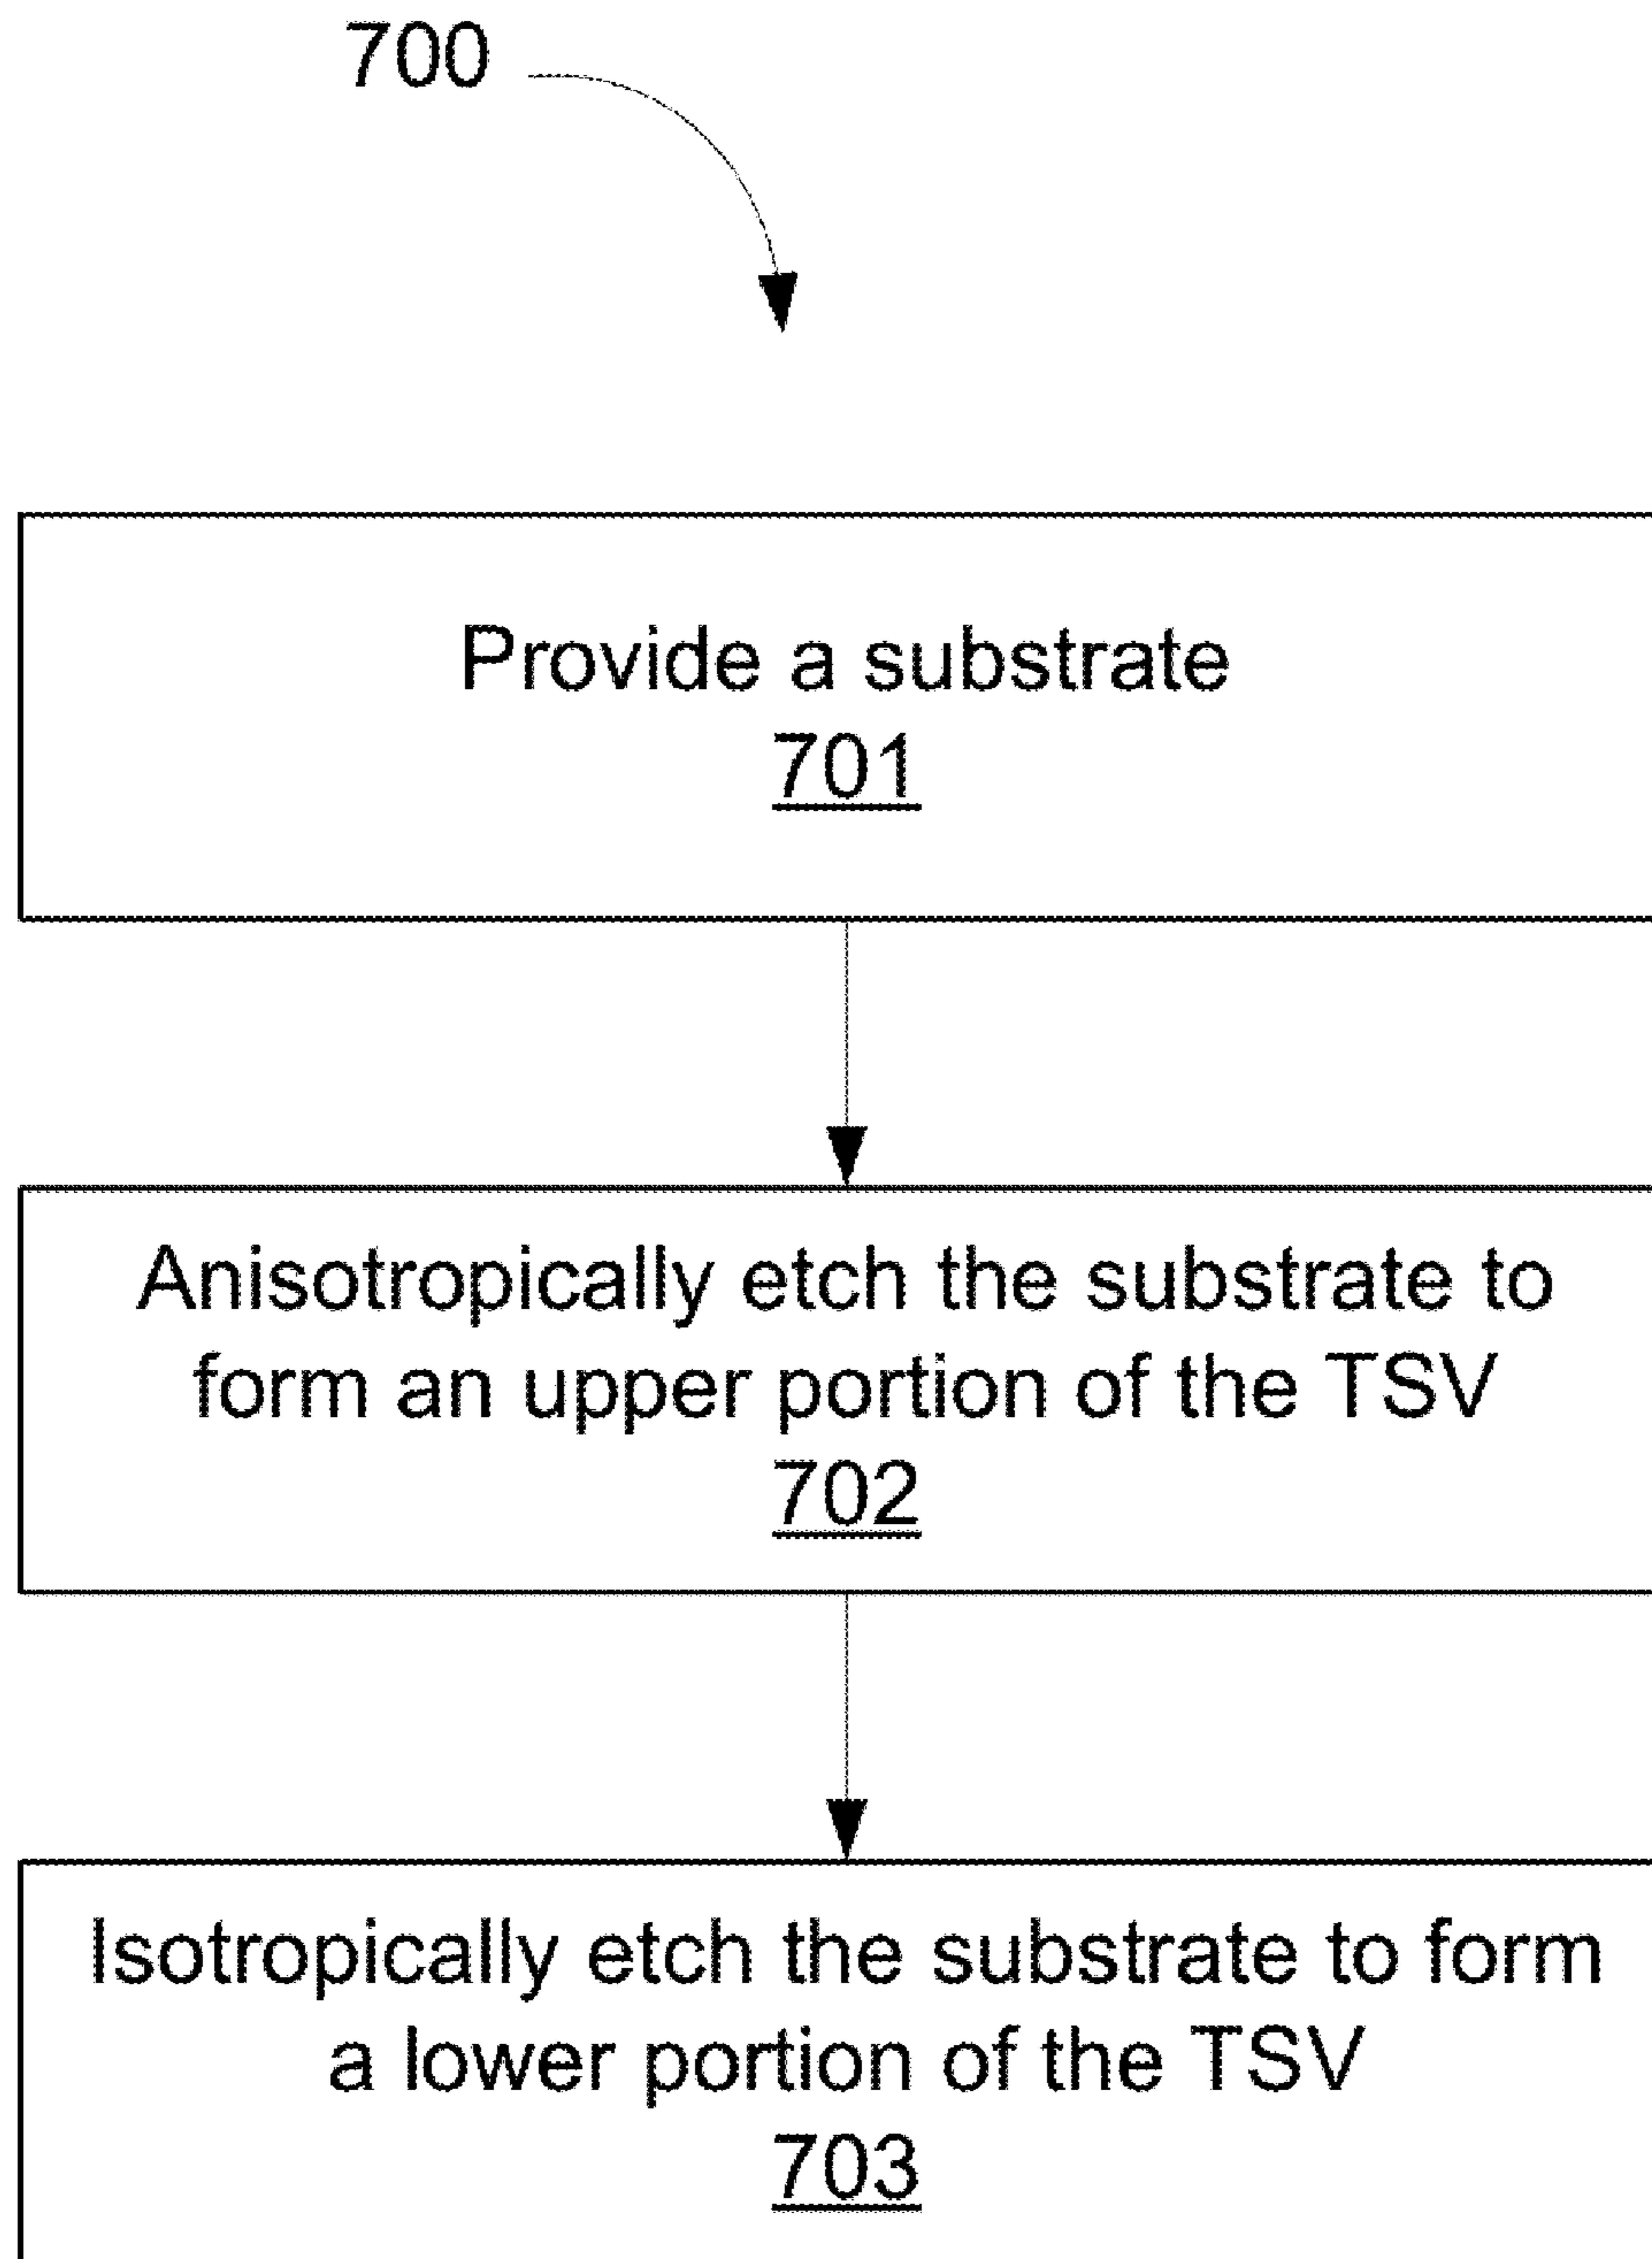 700
Provide a substrate
701
Anisotropically etch the substrate to
form an upper portion of the TSV
702
Isotropically etch the substrate to form
a lower portion of the TSV
703